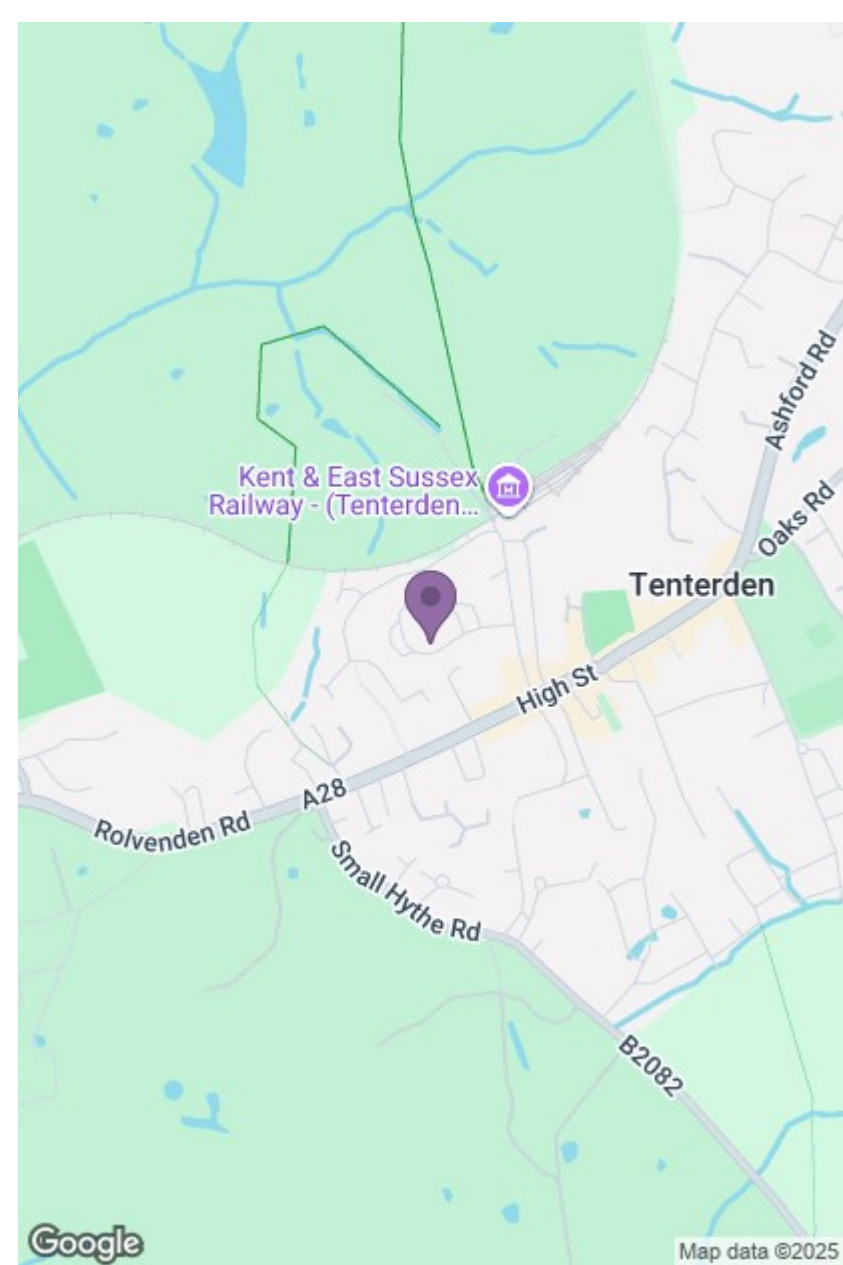 Ashford Rd
Kent & East Sussex
Railway - (Tenterden...
Oaks Rd
Tenterden
High St
A28
Rolvenden Rd
Small Hythe Rd
B2082
Google
Map data ©2025